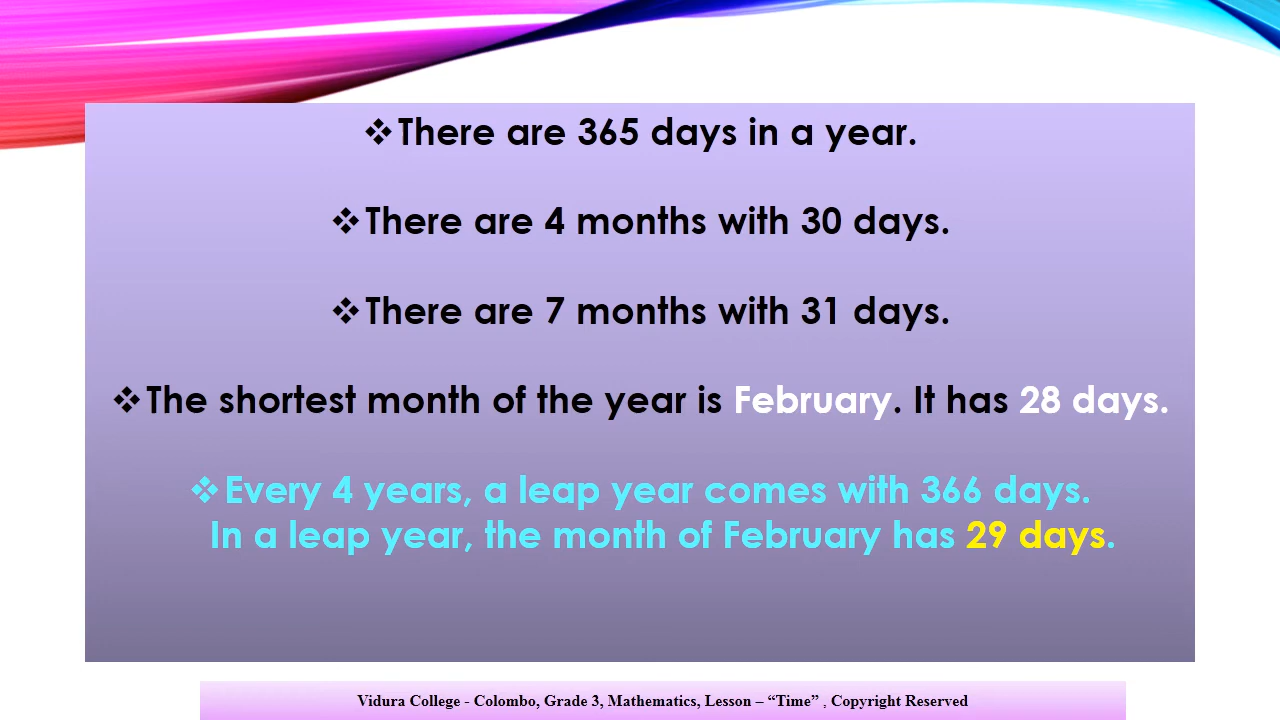 ❖There are 365 days in a year.
❖There are 4 months with 30 days.
❖There are 7 months with 31 days.
❖The shortest month of the year is February. It has 28 days.
❖Every 4 years, a leap year comes with 366 days.
In a leap year, the month of February has 29 days.
Vidura College - Colombo, Grade 3, Mathematics, Lesson – “Time” , Copyright Reserved